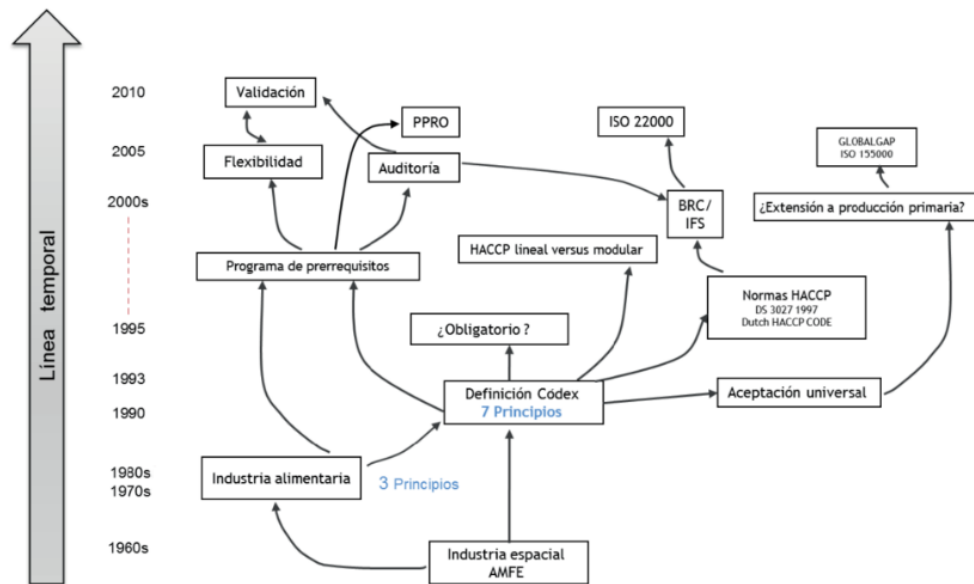 Línea temporal
2010
Validación
PPRO
ISO 22000
2005
Flexibilidad
Auditoría
GLOBALGAP
ISO 155000
2000s
BRC/
IFS
¿Extensión a producción primaria?
HACCP lineal versus modular
Programa de prerrequisitos
Normas HACCP
DS 3027 1997
Dutch HACCP CODE
1995
¿Obligatorio ?
1993
Definición Códex
7 Principios
Aceptación universal
1990
1980s
1970s
Industria alimentaria
3 Principios
1960s
Industria espacial
AMFE